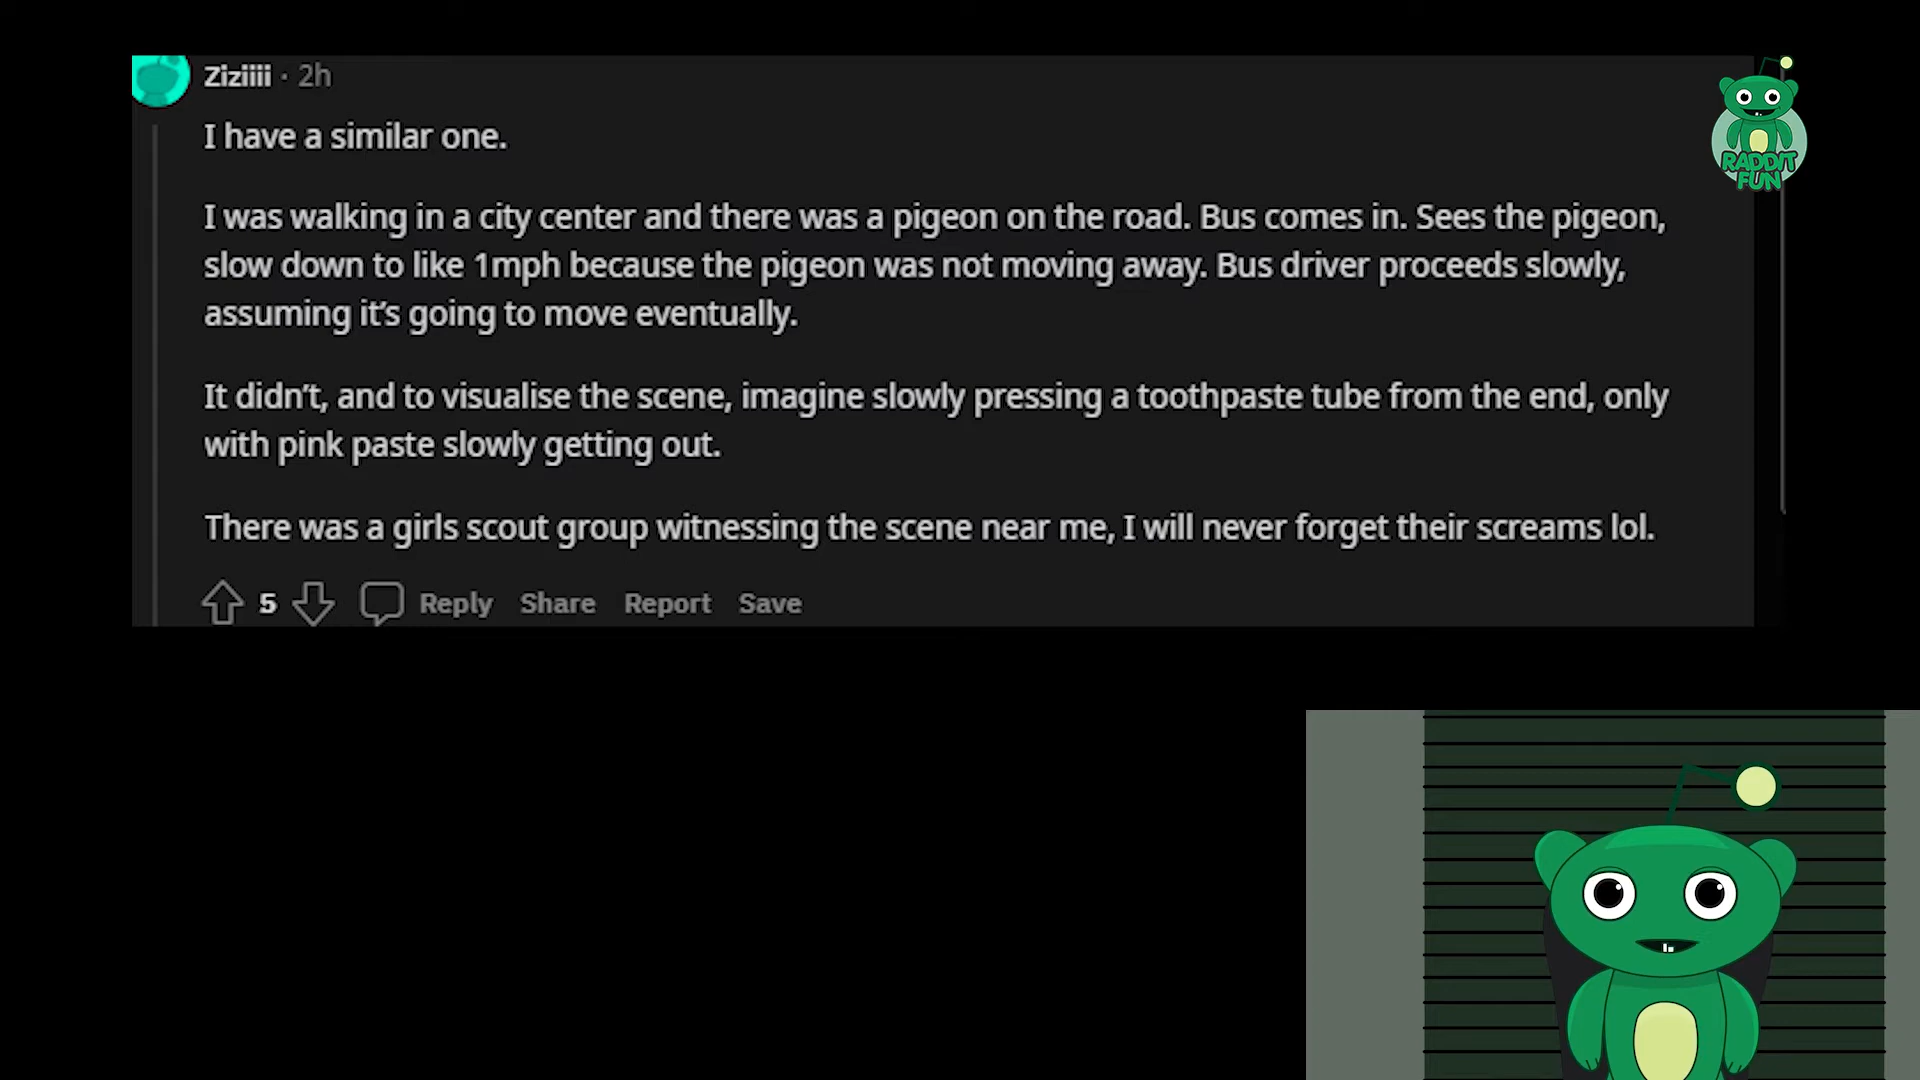 Ziziiii · 2h
I have a similar one.
I was walking in a city center and there was a pigeon on the road. Bus comes in. Sees the pigeon,
slow down to like 1mph because the pigeon was not moving away. Bus driver proceeds slowly,
assuming it's going to move eventually.
It didn't, and to visualise the scene, imagine slowly pressing a toothpaste tube from the end, only
with pink paste slowly getting out.
There was a girls scout group witnessing the scene near me, I will never forget their screams lol.
5 Reply Share Report Save
RADDIT
FUN